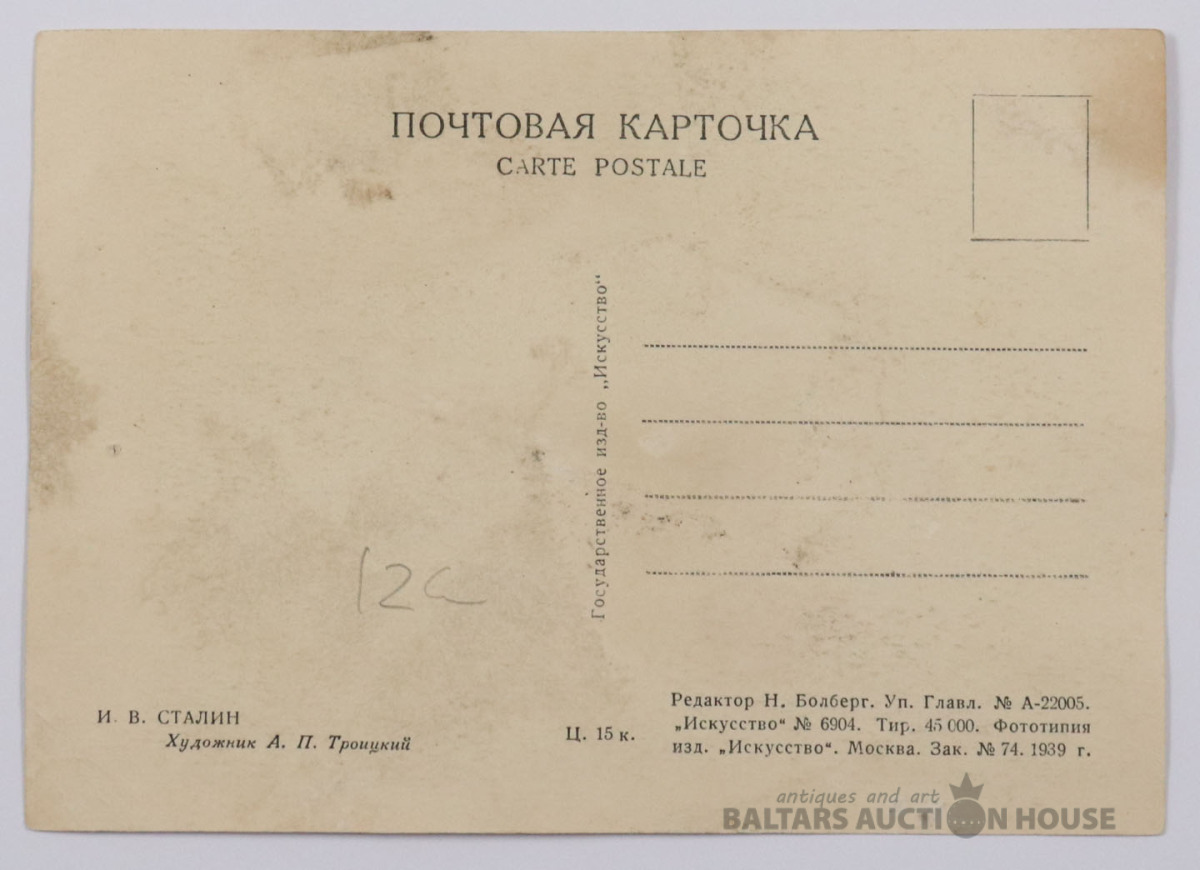 ПОЧТОВАЯ КАРТОЧКА
CARTE POSTALE
Государственное изд-во „Искусство“
12
И. В. СТАЛИН
Художник А. П. Троицкий
Ц. 15 к.
Редактор Н. Болберг. Уп. Главл. № А-22005.
„Искусство“ № 6904. Тир. 45 000. Фототипия
изд. „Искусство“. Москва. Зак. № 74. 1939 г.
antiques and art
BALTARS AUCTION HOUSE